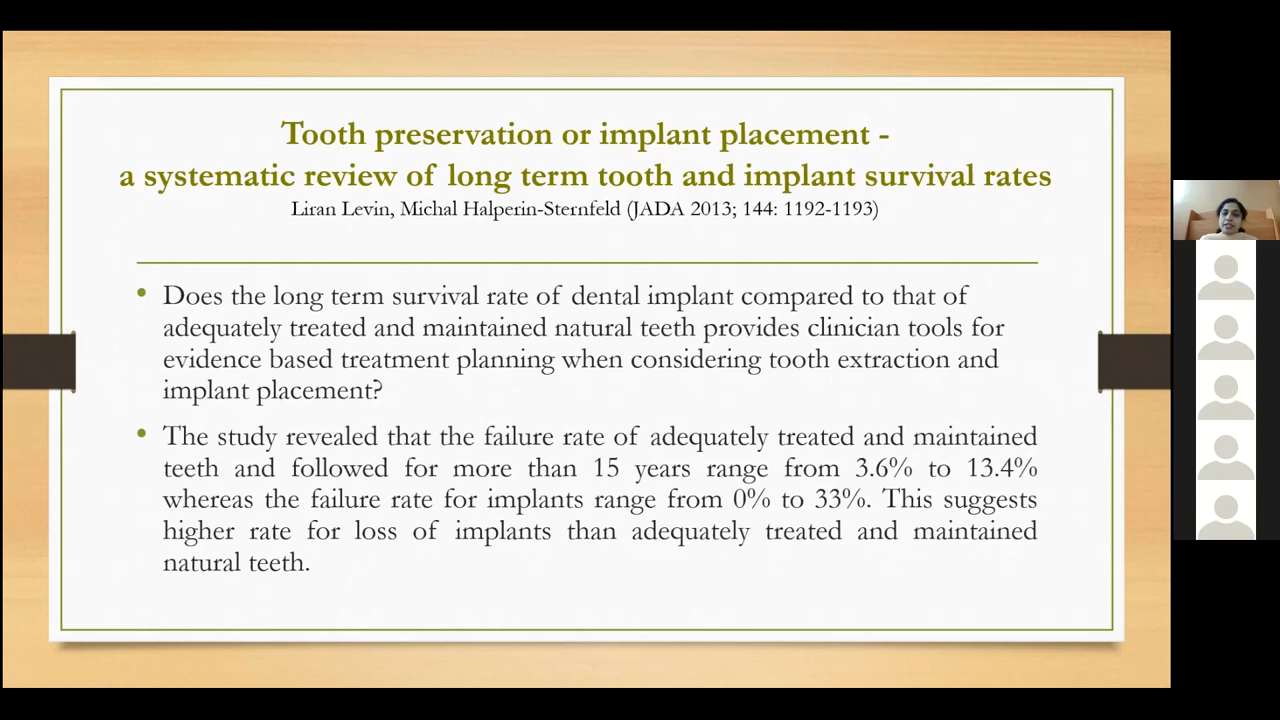 Tooth preservation or implant placement -
a systematic review of long term tooth and implant survival rates
Liran Levin, Michal Halperin-Sternfeld (JADA 2013; 144: 1192-1193)
• Does the long term survival rate of dental implant compared to that of
adequately treated and maintained natural teeth provides clinician tools for
evidence based treatment planning when considering tooth extraction and
implant placement?
• The study revealed that the failure rate of adequately treated and maintained
teeth and followed for more than 15 years range from 3.6% to 13.4%
whereas the failure rate for implants range from 0% to 33%. This suggests
higher rate for loss of implants than adequately treated and maintained
natural teeth.